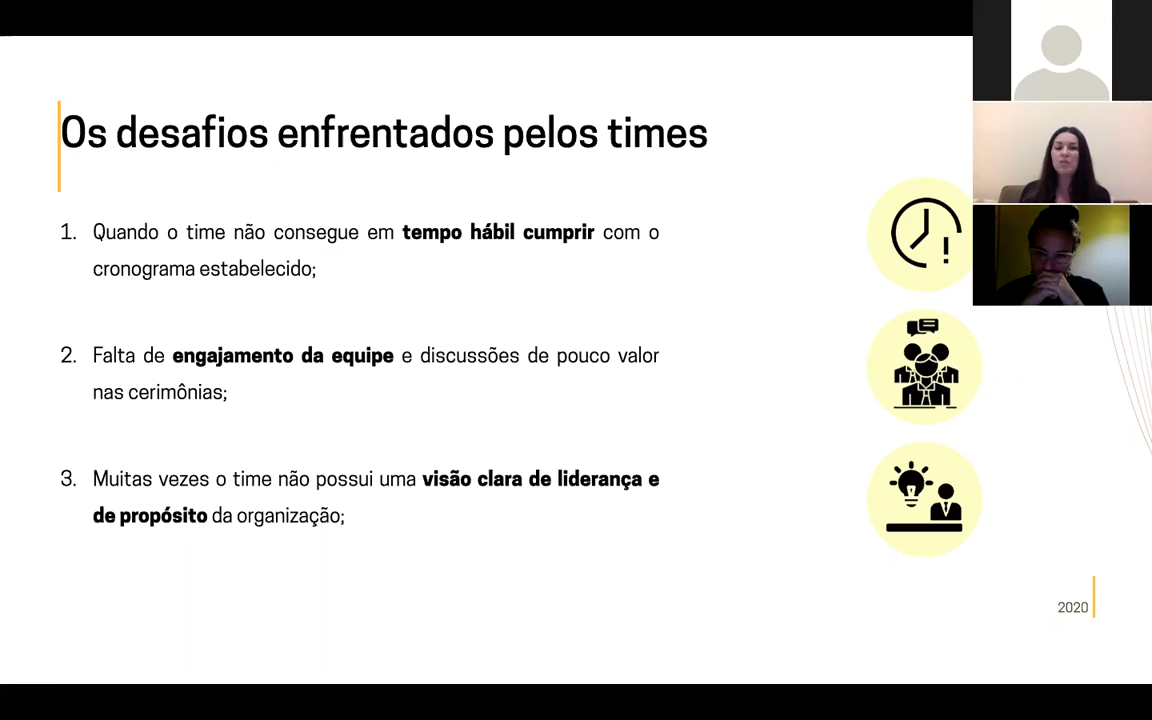 Os desafios enfrentados pelos times
1. Quando o time não consegue em tempo hábil cumprir com o
cronograma estabelecido;
2. Falta de engajamento da equipe e discussões de pouco valor
nas cerimônias;
3. Muitas vezes o time não possui uma visão clara de liderança e
de propósito da organização;
2020